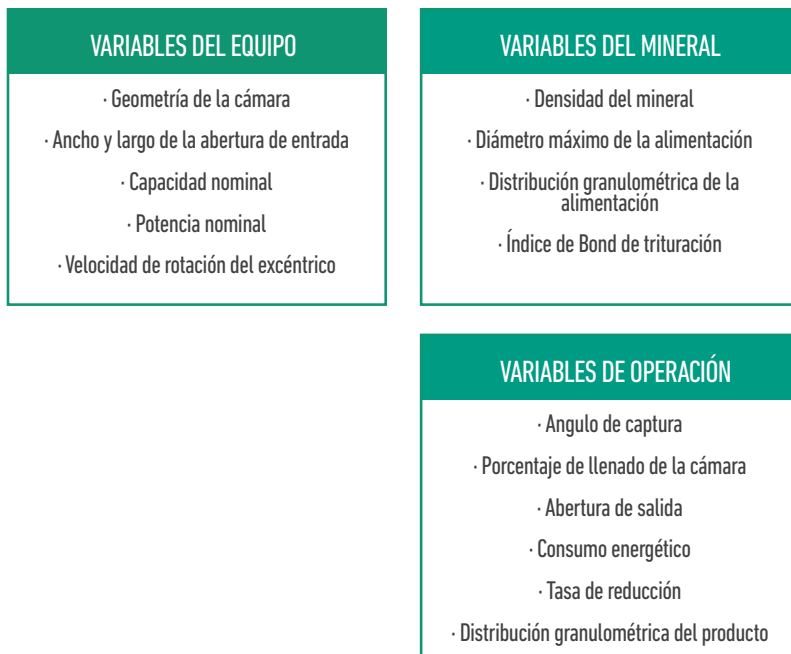 VARIABLES DEL EQUIPO
· Geometría de la cámara
· Ancho y largo de la abertura de entrada
· Capacidad nominal
· Potencia nominal
· Velocidad de rotación del excéntrico
VARIABLES DEL MINERAL
· Densidad del mineral
· Diámetro máximo de la alimentación
· Distribución granulométrica de la
alimentación
· Índice de Bond de trituración
VARIABLES DE OPERACIÓN
· Angulo de captura
· Porcentaje de llenado de la cámara
· Abertura de salida
· Consumo energético
· Tasa de reducción
· Distribución granulométrica del producto